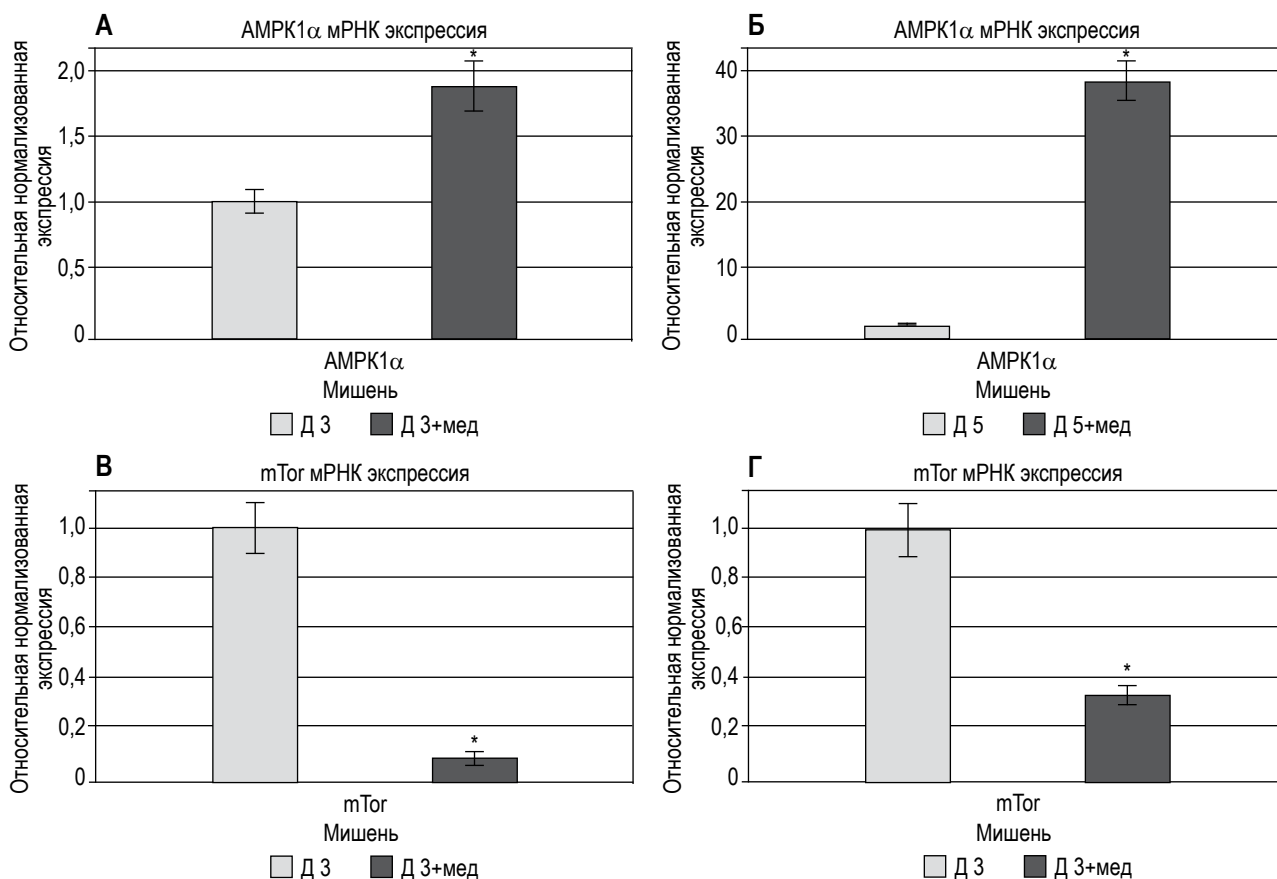 А
АМРК1α мРНК экспрессия
Относительная нормализованная
экспрессия
2,0
1,5
1,0
0,5
0
*
АМРК1α
Мишень
Д 3 Д 3+мед
Б
АМРК1α мРНК экспрессия
Относительная нормализованная
экспрессия
40
30
20
10
0
*
АМРК1α
Мишень
Д 5 Д 5+мед
В
mTor мРНК экспрессия
Относительная нормализованная
экспрессия
1,0
0,8
0,6
0,4
0,2
0
*
mTor
Мишень
Д 3 Д 3+мед
Г
mTor мРНК экспрессия
Относительная нормализованная
экспрессия
1,0
0,8
0,6
0,4
0,2
0
*
mTor
Мишень
Д 3 Д 3+мед